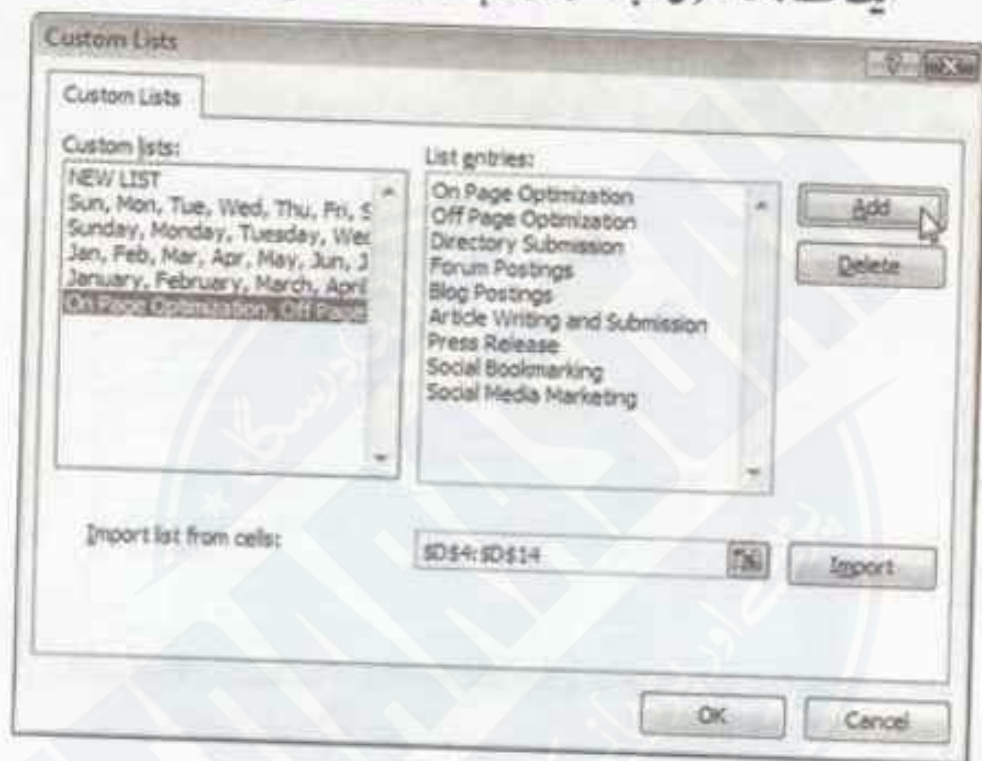 Custom Lists
Custom Lists
Custom lists:
NEW LIST
Sun, Mon, Tue, Wed, Thu, Fri, S
Sunday, Monday, Tuesday, Wed
Jan, Feb, Mar, Apr, May, Jun, J
January, February, March, April
On Page Optimization, Off Page
List entries:
On Page Optimization
Off Page Optimization
Directory Submission
Forum Postings
Blog Postings
Article Writing and Submission
Press Release
Social Bookmarking
Social Media Marketing
Add
Delete
Import list from cells:
$D$4:$D$14
Import
OK
Cancel